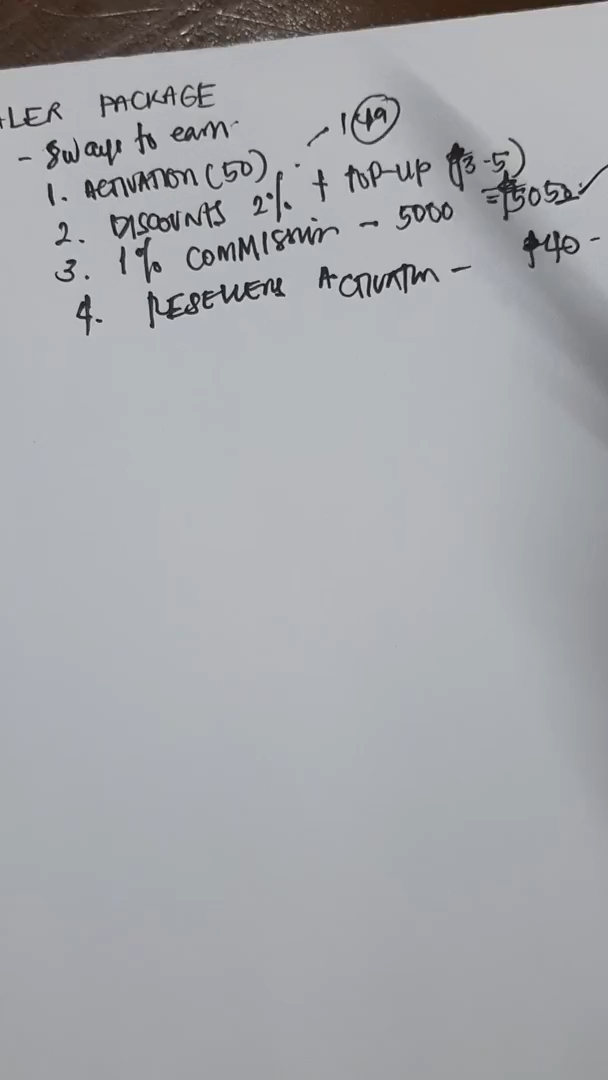 LER PACKAGE
- 8 ways to earn
1. ACTIVATION (50) - 1 49
2. DISCOUNTS 2% + TOP-UP (₱3-5)
3. 1% COMMISSION - 5000 = ₱5050 ✓
4. RESELLERS ACTIVATION - ₱40 -